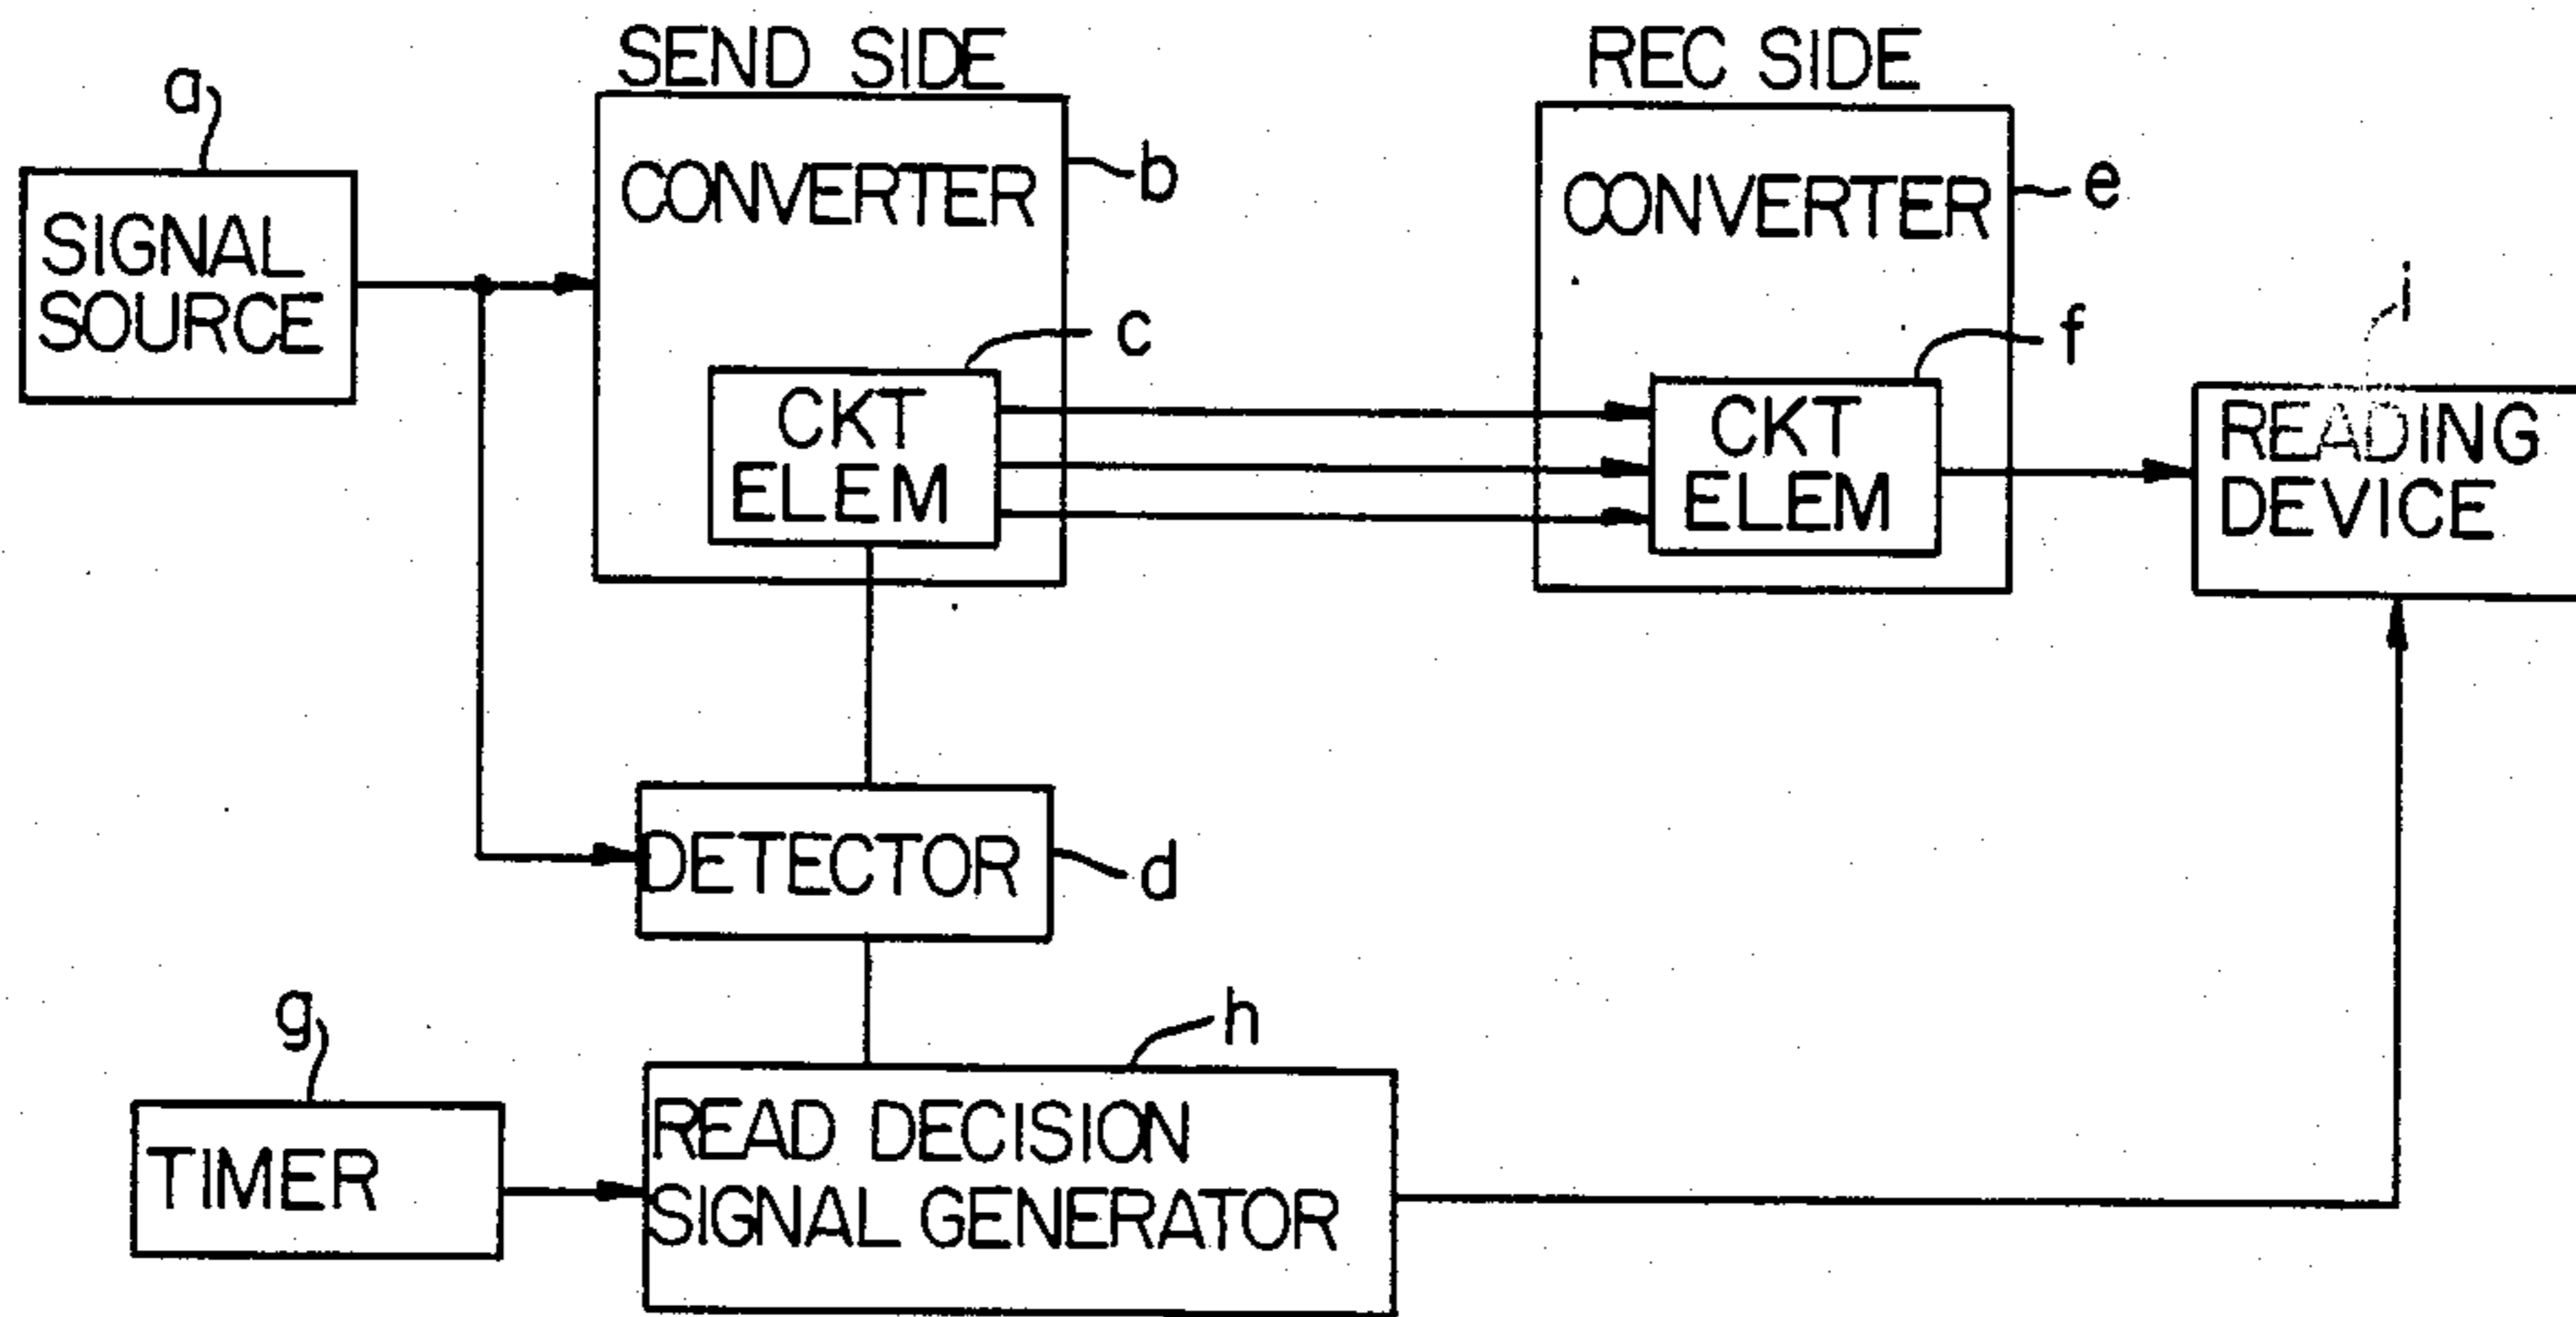 SEND SIDE
REC SIDE
a
SIGNAL
SOURCE
CONVERTER
b
CONVERTER
e
c
CKT
ELEM
f
CKT
ELEM
i
READING
DEVICE
DETECTOR
d
g
TIMER
h
READ DECISION
SIGNAL GENERATOR